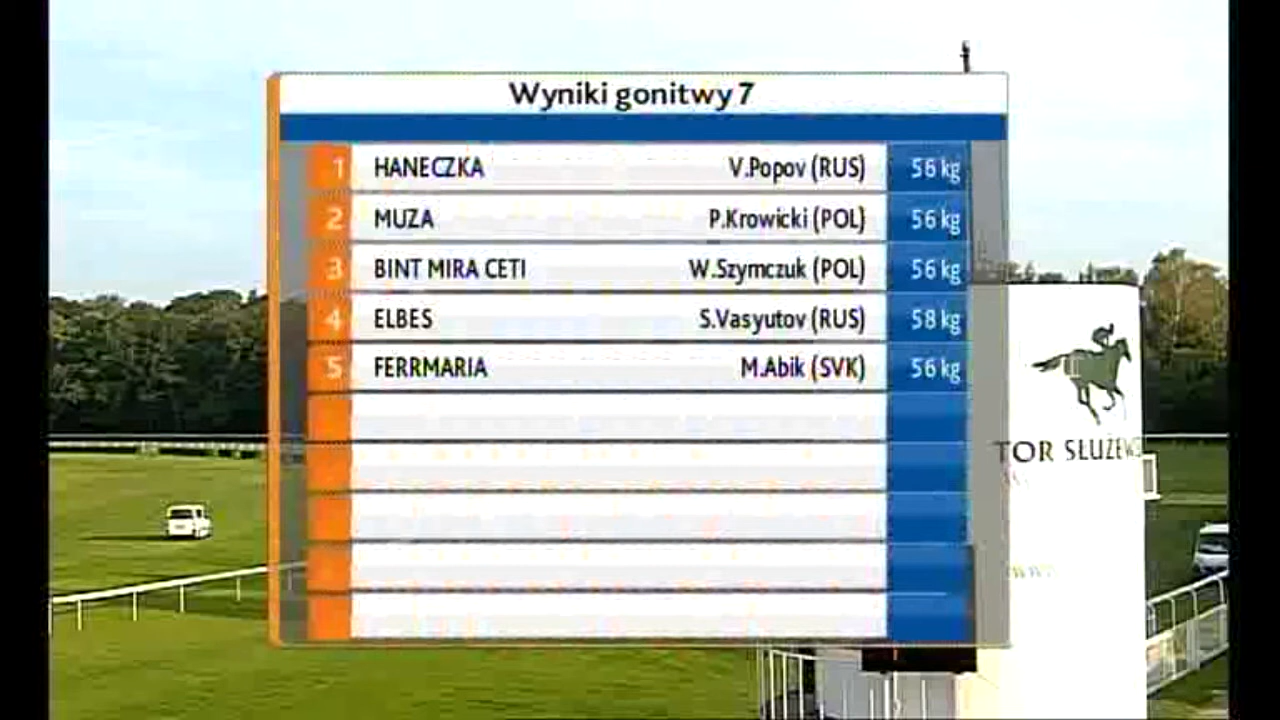 Wyniki gonitwy 7
1 HANECZKA V.Popov (RUS) 56 kg
2 MUZA P.Krowicki (POL) 56 kg
3 BINT MIRA CETI W.Szymczuk (POL) 56 kg
4 ELBES S.Vasyutov (RUS) 58 kg
5 FERRMARIA M.Abik (SVK) 56 kg
TOR SŁUŻEW